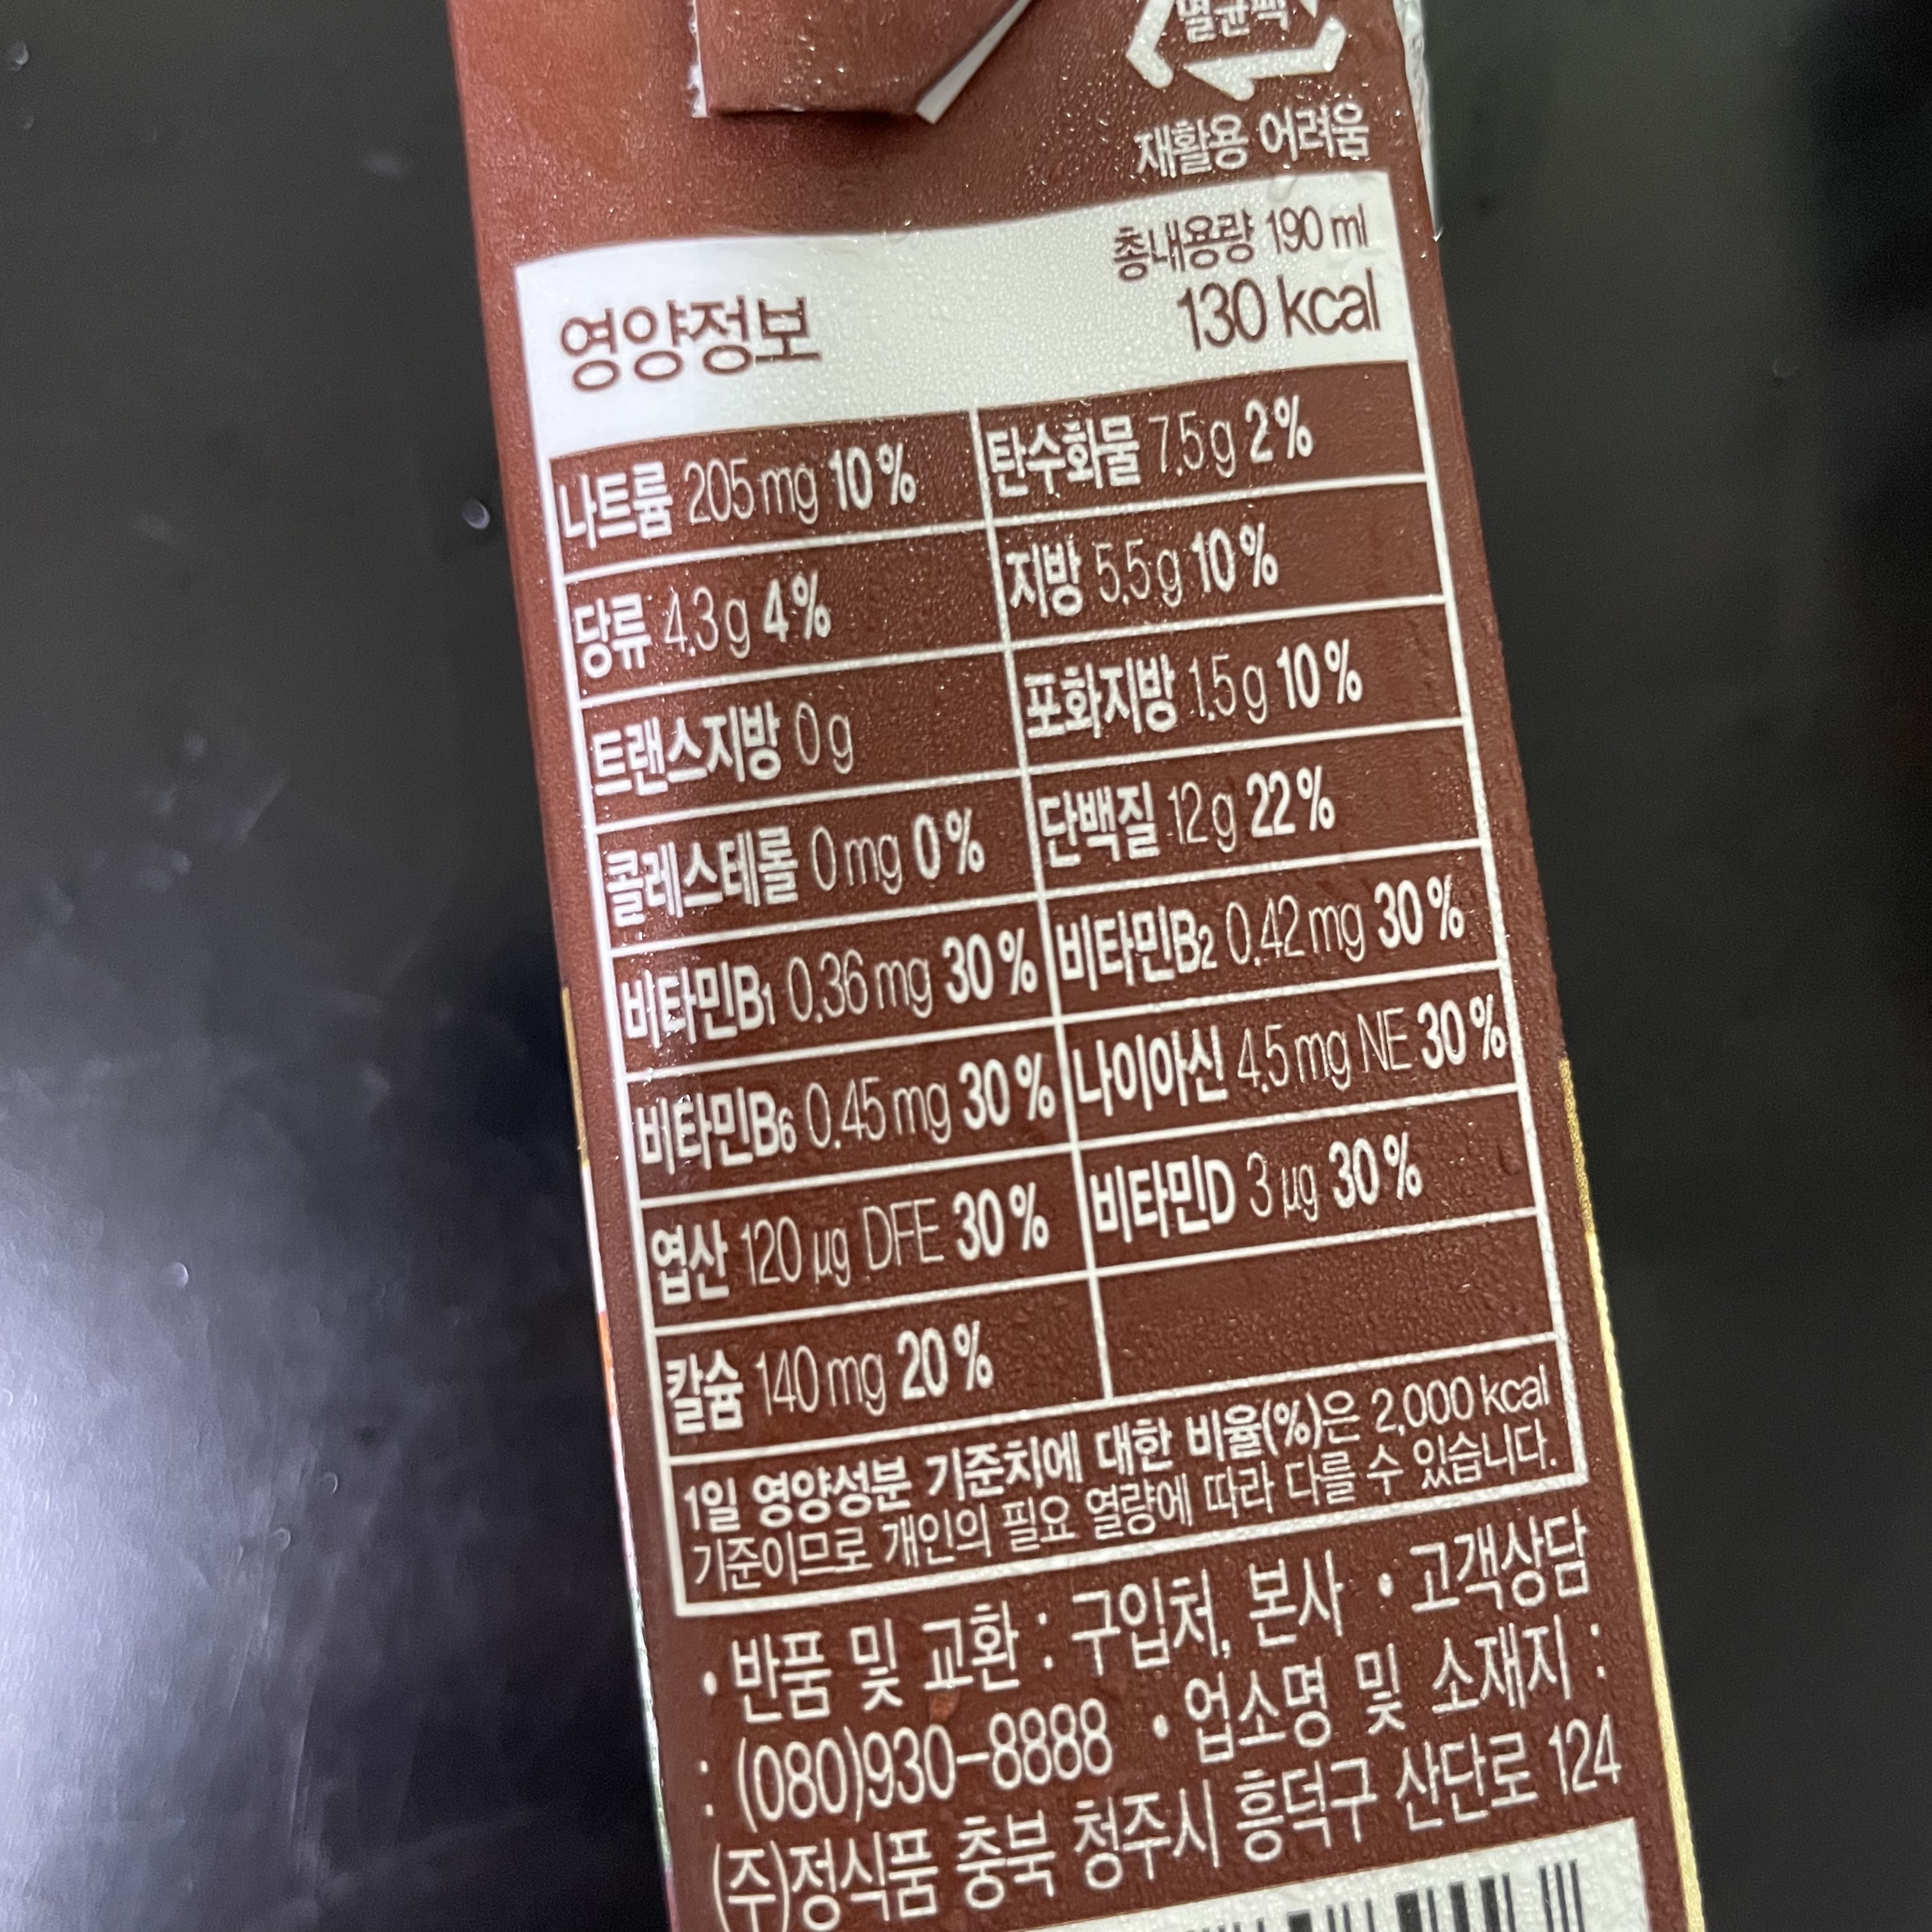 멸균팩
재활용 어려움
총내용량 190 ml
영양정보 130 kcal
나트륨 205 mg 10 % 탄수화물 7.5 g 2 %
당류 4.3 g 4 % 지방 5.5 g 10 %
트랜스지방 0 g 포화지방 1.5 g 10 %
콜레스테롤 0 mg 0 % 단백질 12 g 22 %
비타민B1 0.36 mg 30 % 비타민B2 0.42 mg 30 %
비타민B6 0.45 mg 30 % 나이아신 4.5 mg NE 30 %
엽산 120 μg DFE 30 % 비타민D 3 μg 30 %
칼슘 140 mg 20 %
1일 영양성분 기준치에 대한 비율(%)은 2,000 kcal
기준이므로 개인의 필요 열량에 따라 다를 수 있습니다.
• 반품 및 교환 : 구입처, 본사 • 고객상담
: (080)930-8888 • 업소명 및 소재지 :
(주)정식품 충북 청주시 흥덕구 산단로 124